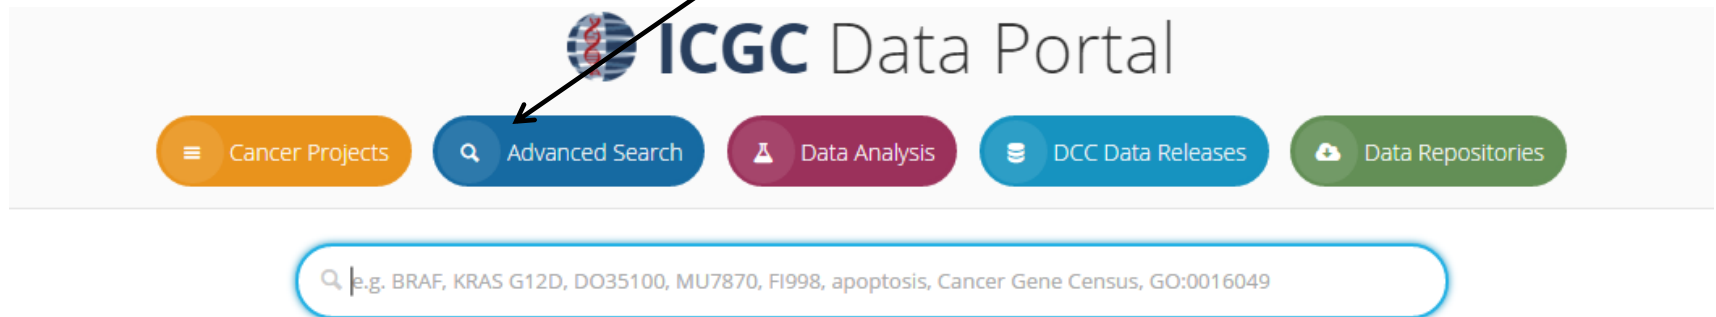 ICGC Data Portal
Cancer Projects Advanced Search Data Analysis DCC Data Releases Data Repositories
e.g. BRAF, KRAS G12D, DO35100, MU7870, FI998, apoptosis, Cancer Gene Census, GO:0016049